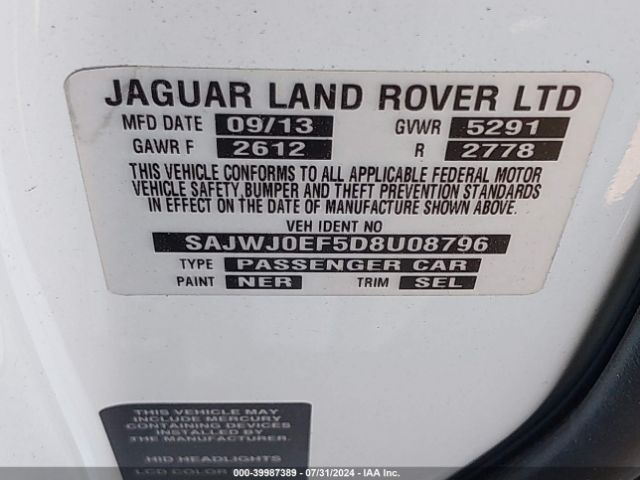 JAGUAR LAND ROVER LTD
MFD DATE 09/13 GVWR 5291
GAWR F 2612 R 2778
THIS VEHICLE CONFORMS TO ALL APPLICABLE FEDERAL MOTOR
VEHICLE SAFETY, BUMPER AND THEFT PREVENTION STANDARDS
IN EFFECT ON THE DATE OF MANUFACTURE SHOWN ABOVE.
VEH IDENT NO
SAJWJ0EF5D8U08796
TYPE PASSENGER CAR
PAINT NER TRIM SEL
THIS VEHICLE MAY
INCLUDE MERCURY
CONTAINING DEVICES
INSTALLED BY
THE MANUFACTURER.
HID HEADLIGHTS
LCD COLOR
000-39987389 - 07/31/2024 - IAA Inc.